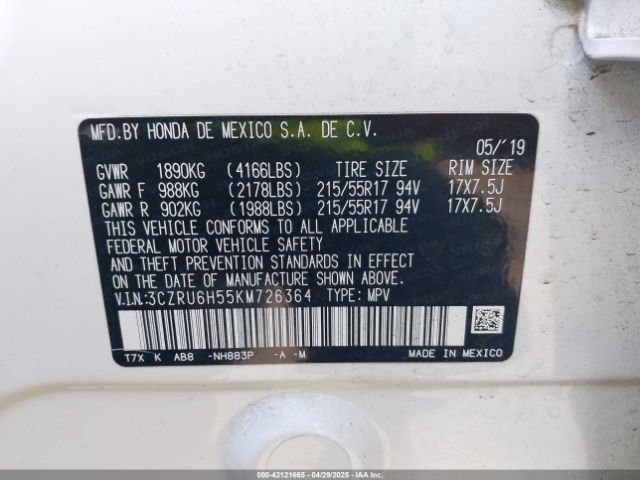 MFD.BY HONDA DE MEXICO S.A. DE C.V.
05/'19
GVWR 1890KG (4166LBS) TIRE SIZE RIM SIZE
GAWR F 988KG (2178LBS) 215/55R17 94V 17X7.5J
GAWR R 902KG (1988LBS) 215/55R17 94V 17X7.5J
THIS VEHICLE CONFORMS TO ALL APPLICABLE
FEDERAL MOTOR VEHICLE SAFETY
AND THEFT PREVENTION STANDARDS IN EFFECT
ON THE DATE OF MANUFACTURE SHOWN ABOVE.
V.I.N:3CZRU6H55KM726364 TYPE: MPV
T7X K AB8 -NH883P -A -M MADE IN MEXICO
000-42121665 04/29/2025 IAA Inc.